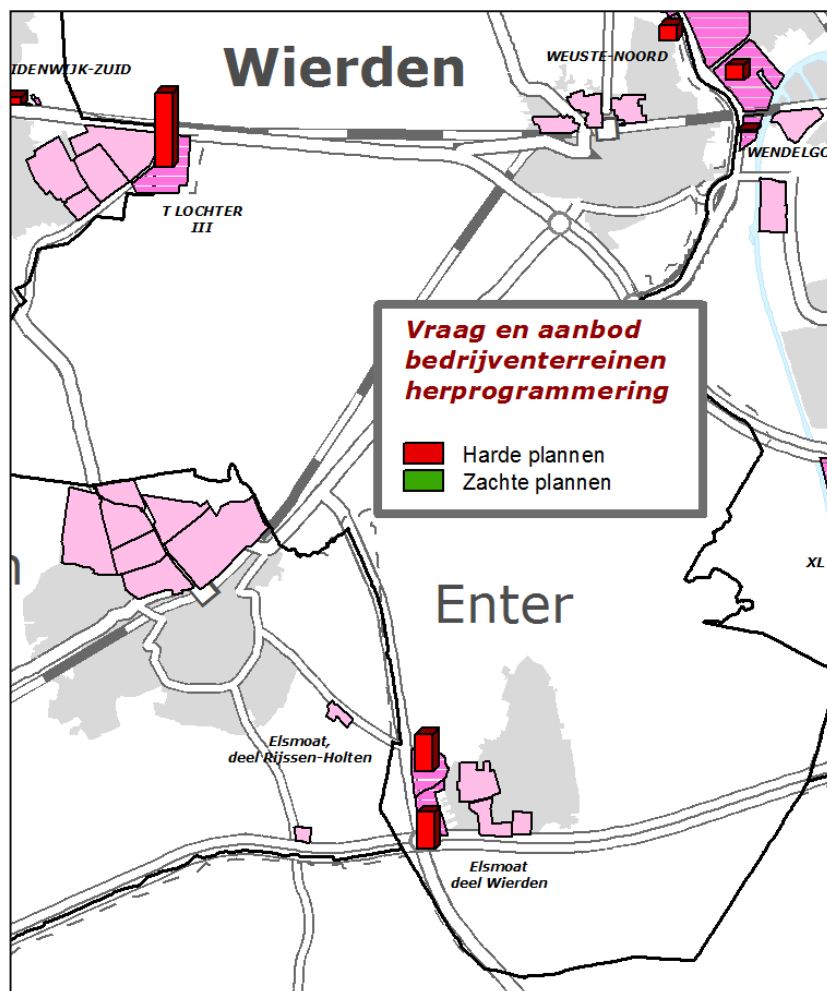 Wierden
IDENWIJK-ZUID
WEUSTE-NOORD
WENDELGO
T LOCHTER
III
Vraag en aanbod
bedrijventerreinen
herprogrammering
Harde plannen
Zachte plannen
n
XL
Enter
Elsmoat,
deel Rijssen-Holten
Elsmoat
deel Wierden